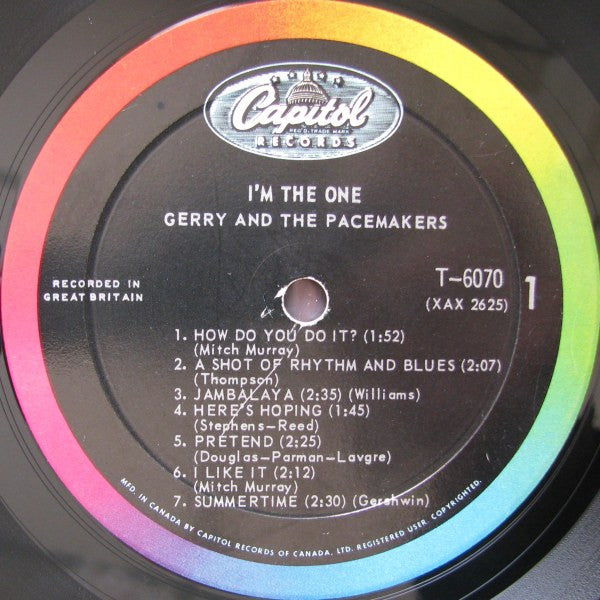 Capitol
REG'D. TRADE MARK
RECORDS
I'M THE ONE
GERRY AND THE PACEMAKERS
RECORDED IN
GREAT BRITAIN
T-6070
(XAX 2625)
1
1. HOW DO YOU DO IT? (1:52)
(Mitch Murray)
2. A SHOT OF RHYTHM AND BLUES (2:07)
(Thompson)
3. JAMBALAYA (2:35) (Williams)
4. HERE'S HOPING (1:45)
(Stephens-Reed)
5. PRETEND (2:25)
(Douglas-Parman-Lavgre)
6. I LIKE IT (2:12)
(Mitch Murray)
7. SUMMERTIME (2:30) (Gershwin)
MFD. IN CANADA BY CAPITOL RECORDS OF CANADA, LTD. REGISTERED USER. COPYRIGHTED.